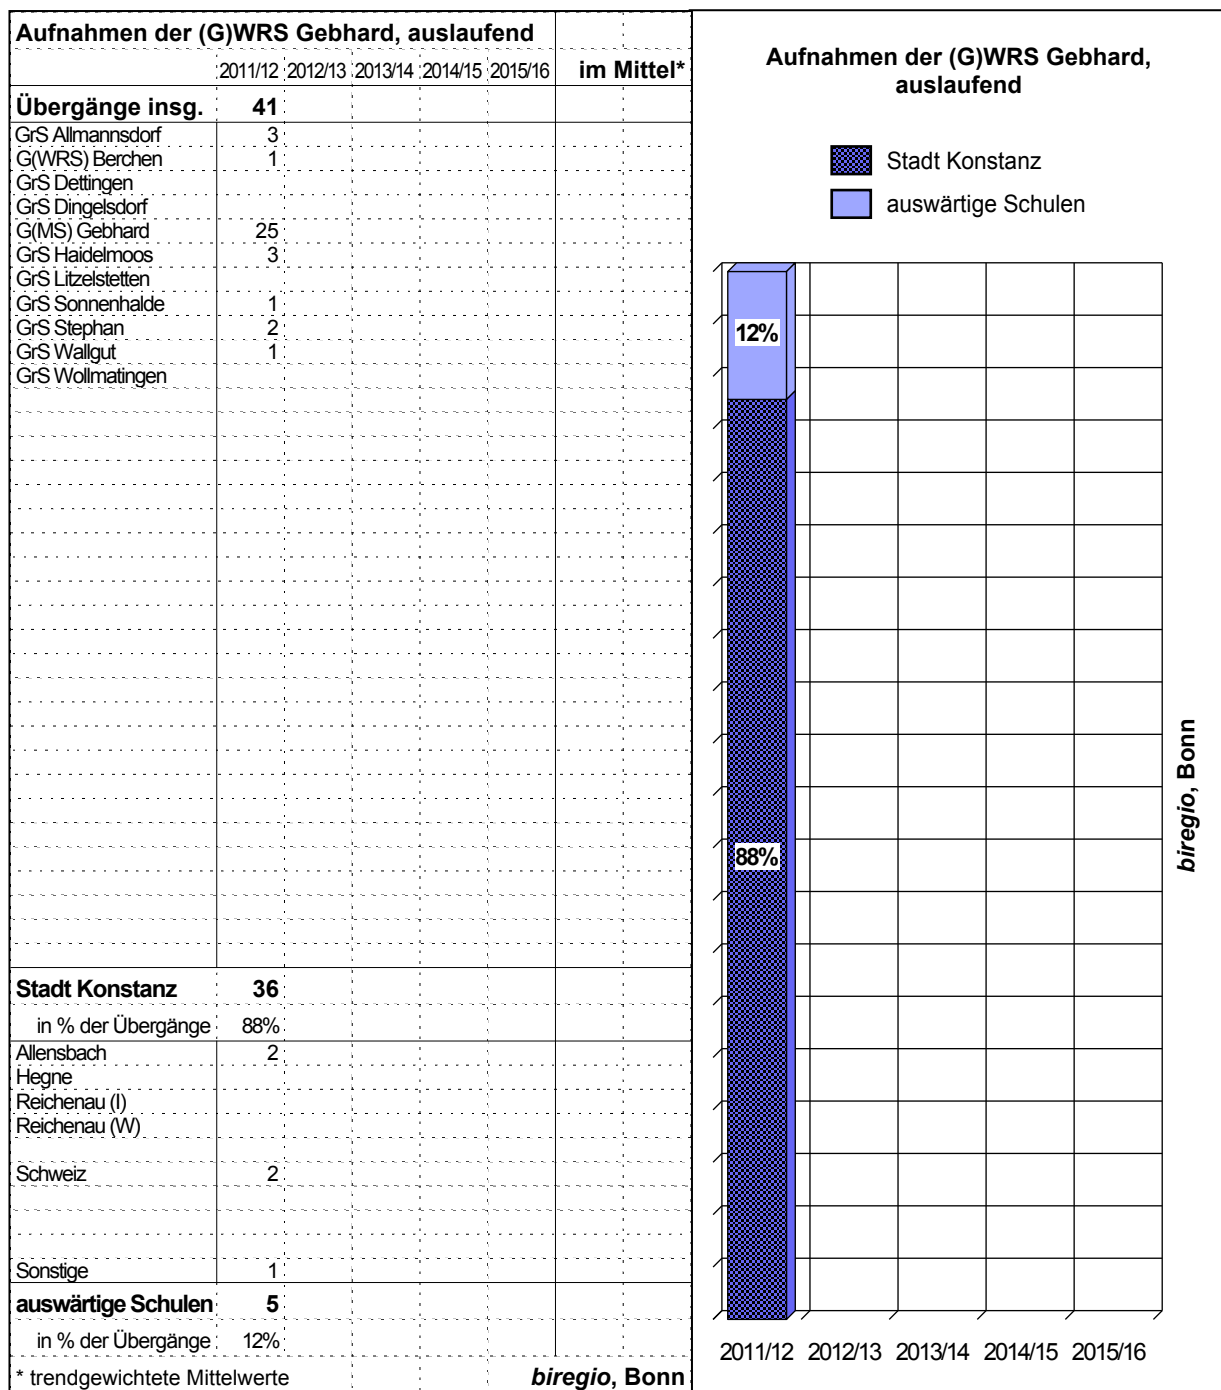 Aufnahmen der (G)WRS Gebhard, auslaufend
2011/12 2012/13 2013/14 2014/15 2015/16 im Mittel*
Übergänge insg. 41
GrS Allmannsdorf 3
G(WRS) Berchen 1
GrS Dettingen
GrS Dingelsdorf
G(MS) Gebhard 25
GrS Haidelmoos 3
GrS Litzelstetten
GrS Sonnenhalde 1
GrS Stephan 2
GrS Wallgut 1
GrS Wollmatingen
Stadt Konstanz 36
in % der Übergänge 88%
Allensbach 2
Hegne
Reichenau (I)
Reichenau (W)
Schweiz 2
Sonstige 1
auswärtige Schulen 5
in % der Übergänge 12%
* trendgewichtete Mittelwerte biregio, Bonn
Aufnahmen der (G)WRS Gebhard,
auslaufend
Stadt Konstanz
auswärtige Schulen
12%
88%
2011/12 2012/13 2013/14 2014/15 2015/16
biregio, Bonn